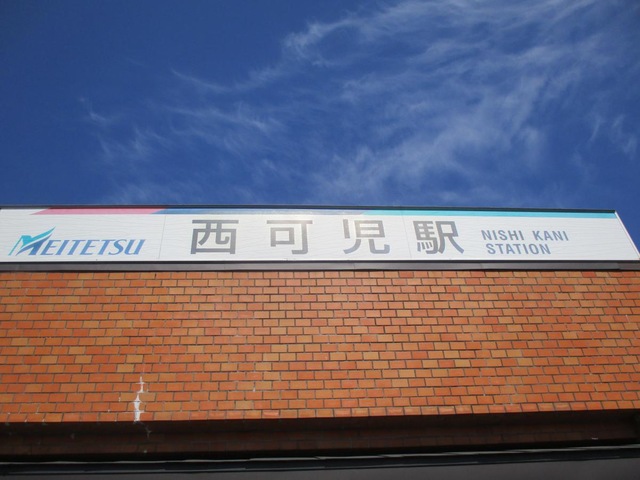 MEITETSU
西可児駅
NISHI KANI
STATION